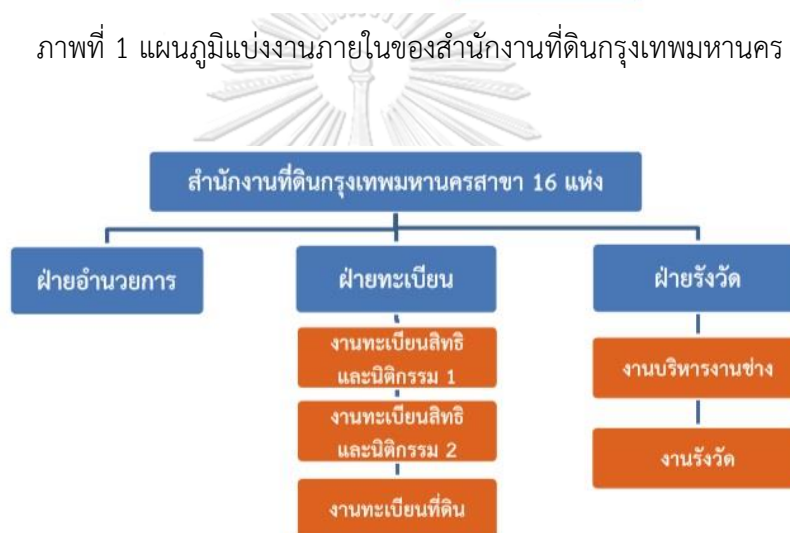 ภาพที่ 1 แผนภูมิแบ่งงานภายในของสำนักงานที่ดินกรุงเทพมหานคร
สำนักงานที่ดินกรุงเทพมหานครสาขา 16 แห่ง
ฝ่ายอำนวยการ
ฝ่ายทะเบียน
งานทะเบียนสิทธิ
และนิติกรรม 1
งานทะเบียนสิทธิ
และนิติกรรม 2
งานทะเบียนที่ดิน
ฝ่ายรังวัด
งานบริหารงานช่าง
งานรังวัด